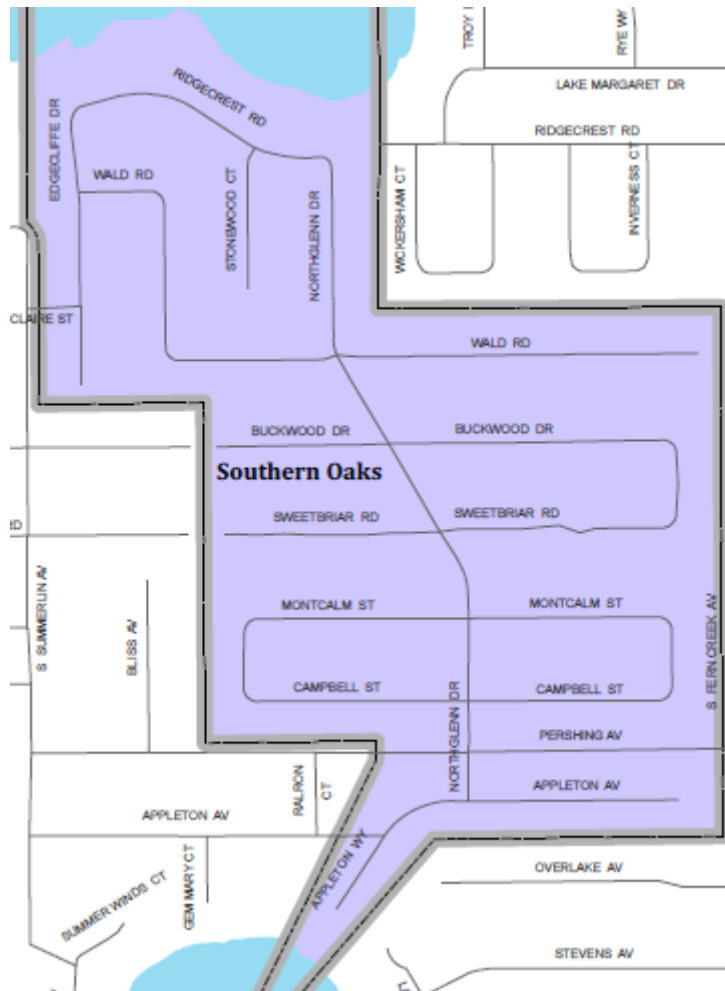 TROY
RYE WY
LAKE MARGARET DR
RIDGECREST RD
RIDGECREST RD
EDGECLIFFE DR
WALD RD
STONEWOOD CT
NORTHGLENN DR
WICKERSHAM CT
INVERNESS CT
CLAIRE ST
WALD RD
BUCKWOOD DR
BUCKWOOD DR
Southern Oaks
SWEETBRIAR RD
SWEETBRIAR RD
RD
S SUMMERLIN AV
BLISS AV
MONTCALM ST
MONTCALM ST
S FERNCREEK AV
CAMPBELL ST
CAMPBELL ST
NORTHGLENN DR
PERSHING AV
APPLETON AV
RALRON CT
APPLETON AV
APPLETON WY
GEM MARY CT
SUMMER WINDS CT
OVERLAKE AV
STEVENS AV